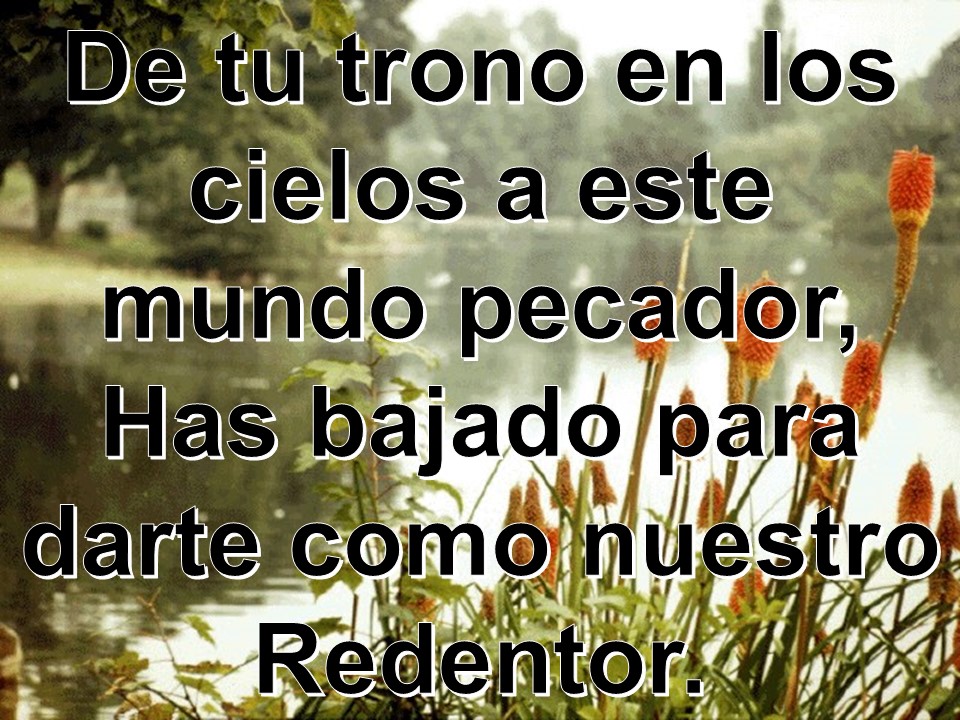 De tu trono en los
cielos a este
mundo pecador,
Has bajado para
darte como nuestro
Redentor.